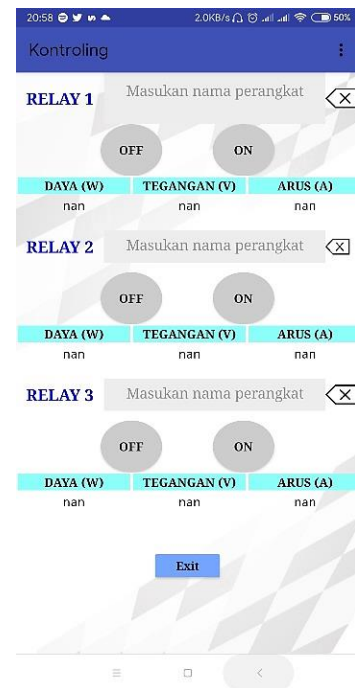 20:58 2.0KB/s 50%
Kontroling
RELAY 1 Masukan nama perangkat
OFF ON
DAYA (W) TEGANGAN (V) ARUS (A)
nan nan nan
RELAY 2 Masukan nama perangkat
OFF ON
DAYA (W) TEGANGAN (V) ARUS (A)
nan nan nan
RELAY 3 Masukan nama perangkat
OFF ON
DAYA (W) TEGANGAN (V) ARUS (A)
nan nan nan
Exit